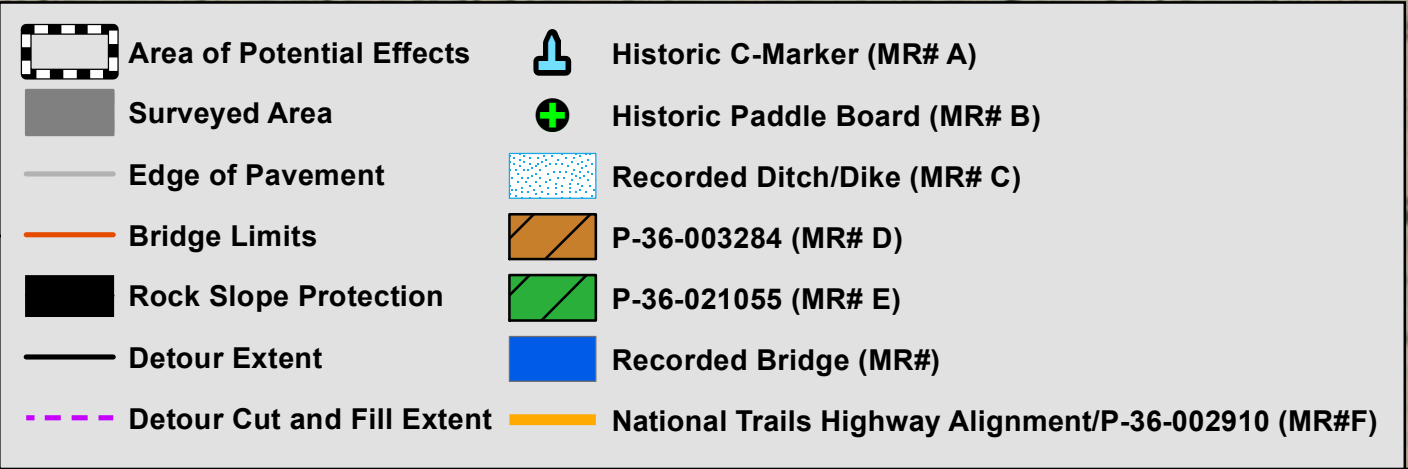 Area of Potential Effects
Surveyed Area
Edge of Pavement
Bridge Limits
Rock Slope Protection
Detour Extent
Detour Cut and Fill Extent
Historic C-Marker (MR# A)
Historic Paddle Board (MR# B)
Recorded Ditch/Dike (MR# C)
P-36-003284 (MR# D)
P-36-021055 (MR# E)
Recorded Bridge (MR#)
National Trails Highway Alignment/P-36-002910 (MR#F)